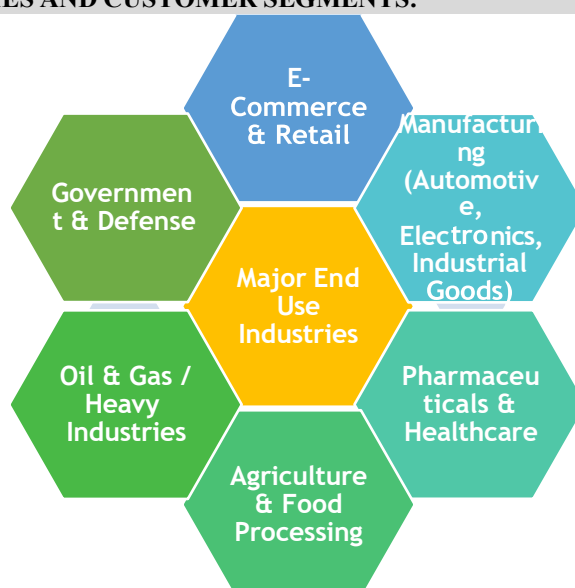 IES AND CUSTOMER SEGMENTS:
E-
Commerce
& Retail
Manufacturi
ng
(Automotiv
e,
Electronics,
Industrial
Goods)
Governmen
t & Defense
Major End
Use
Industries
Oil & Gas /
Heavy
Industries
Pharmaceu
ticals &
Healthcare
Agriculture
& Food
Processing